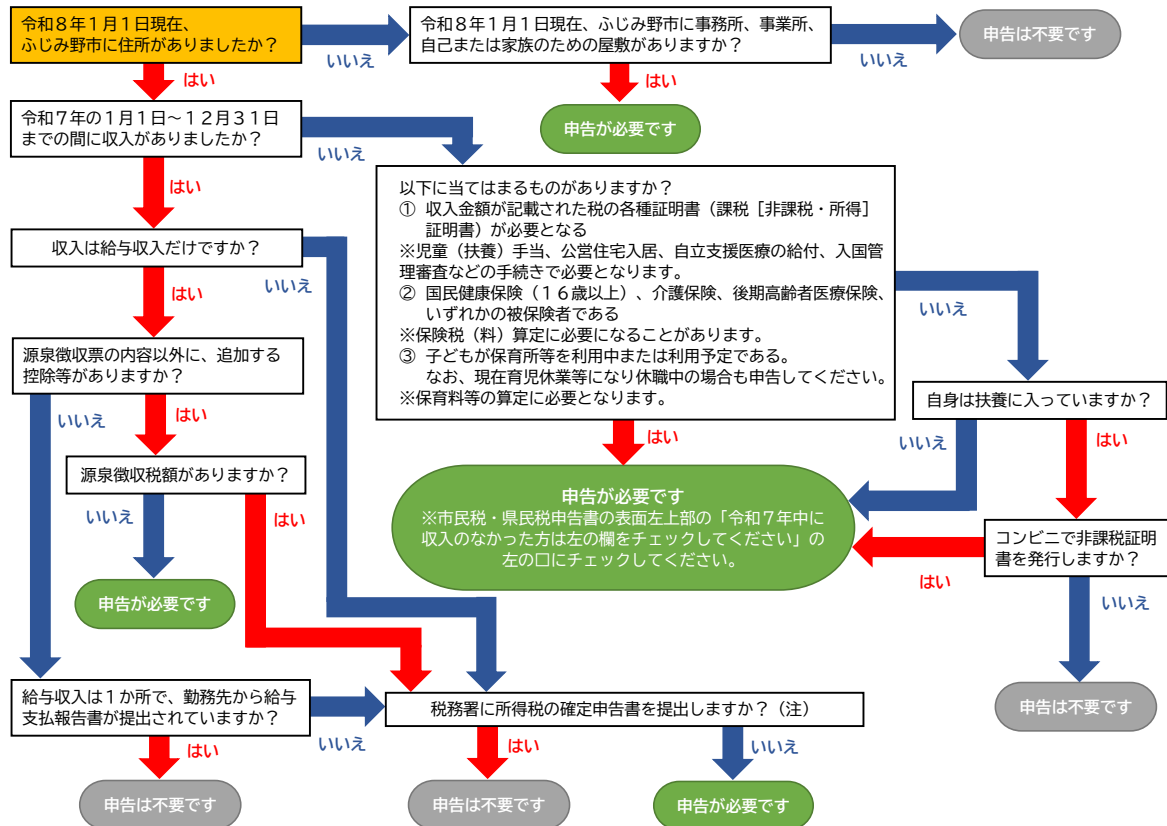 令和８年１月１日現在、
ふじみ野市に住所がありましたか？
いいえ
はい
令和８年１月１日現在、ふじみ野市に事務所、事業所、
自己または家族のための屋敷がありますか？
いいえ
はい
申告は不要です
申告が必要です
令和７年の１月１日～１２月３１日
までの間に収入がありましたか？
いいえ
はい
以下に当てはまるものがありますか？
① 収入金額が記載された税の各種証明書（課税［非課税・所得］
証明書）が必要となる
※児童（扶養）手当、公営住宅入居、自立支援医療の給付、入国管
理審査などの手続きで必要となります。
② 国民健康保険（１６歳以上）、介護保険、後期高齢者医療保険、
いずれかの被保険者である
※保険税（料）算定に必要になることがあります。
③ 子どもが保育所等を利用中または利用予定である。
なお、現在育児休業等になり休職中の場合も申告してください。
※保育料等の算定に必要となります。
いいえ
はい
収入は給与収入だけですか？
いいえ
はい
源泉徴収票の内容以外に、追加する
控除等がありますか？
いいえ
はい
自身は扶養に入っていますか？
いいえ
はい
源泉徴収税額がありますか？
いいえ
はい
申告が必要です
※市民税・県民税申告書の表面左上部の「令和７年中に
収入のなかった方は左の欄をチェックしてください」の
左の□にチェックしてください。
コンビニで非課税証明
書を発行しますか？
はい
いいえ
申告が必要です
申告は不要です
給与収入は１か所で、勤務先から給与
支払報告書が提出されていますか？
いいえ
はい
税務署に所得税の確定申告書を提出しますか？（注）
はい
いいえ
申告は不要です
申告は不要です
申告が必要です